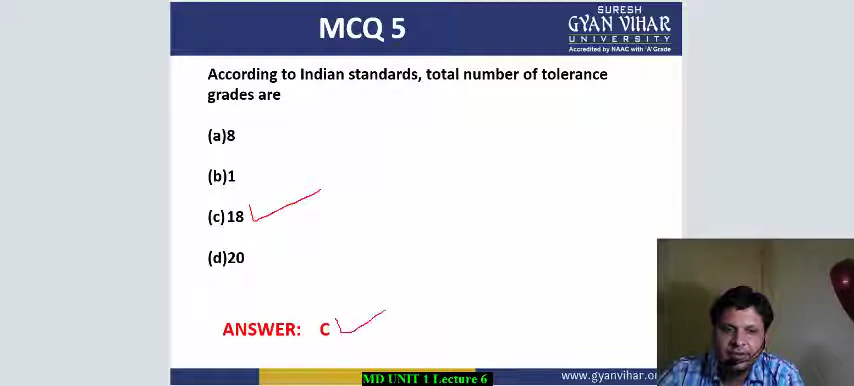 MCQ 5
SURESH
GYAN VIHAR
UNIVERSITY
Accredited by NAAC with 'A' Grade
According to Indian standards, total number of tolerance
grades are
(a)8
(b)1
(c)18
(d)20
ANSWER: C
MD UNIT 1 Lecture 6
www.gyanvihar.or